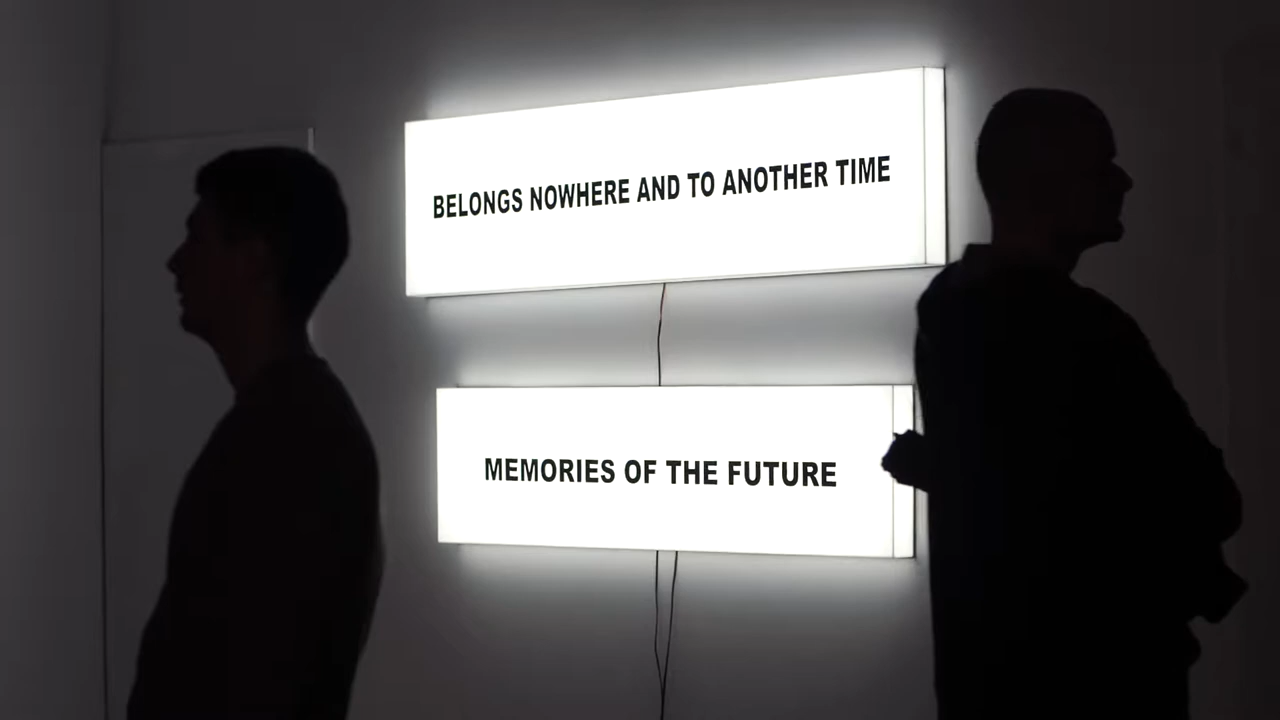 BELONGS NOWHERE AND TO ANOTHER TIME
MEMORIES OF THE FUTURE